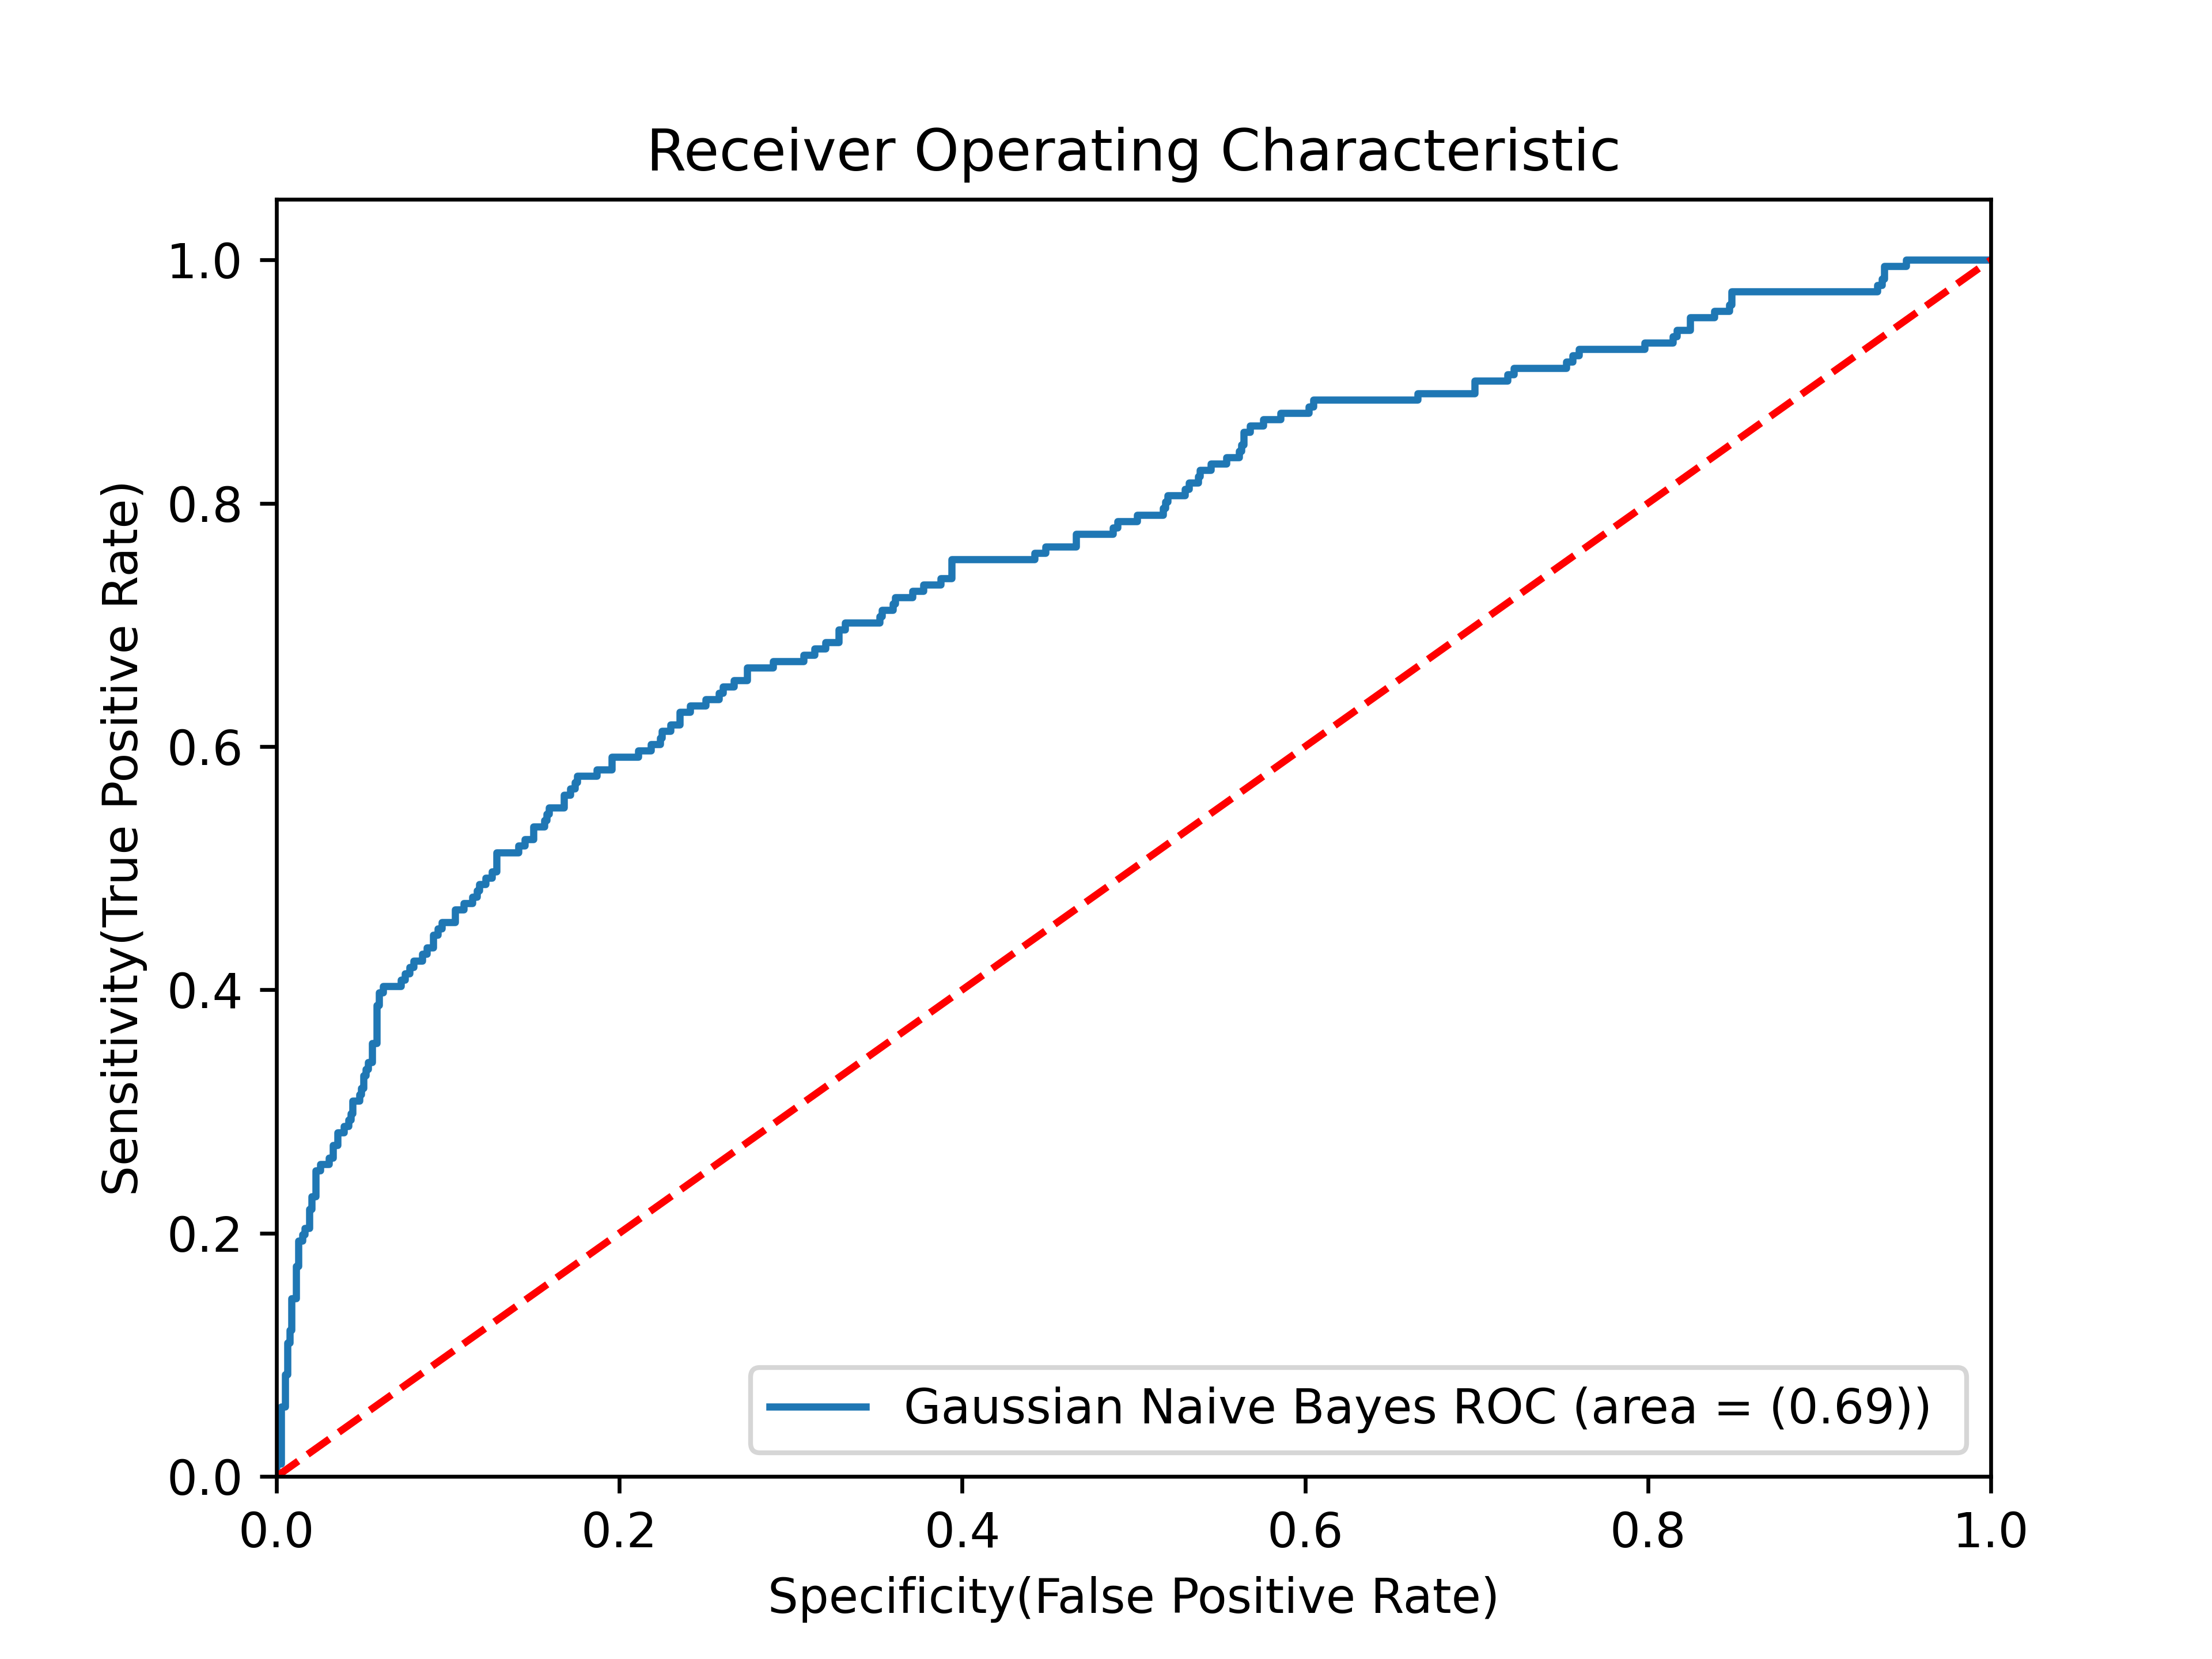 Receiver Operating Characteristic
1.0
0.8
0.6
0.4
0.2
0.0
Sensitivity(True Positive Rate)
Gaussian Naive Bayes ROC (area = (0.69))
0.0 0.2 0.4 0.6 0.8 1.0
Specificity(False Positive Rate)